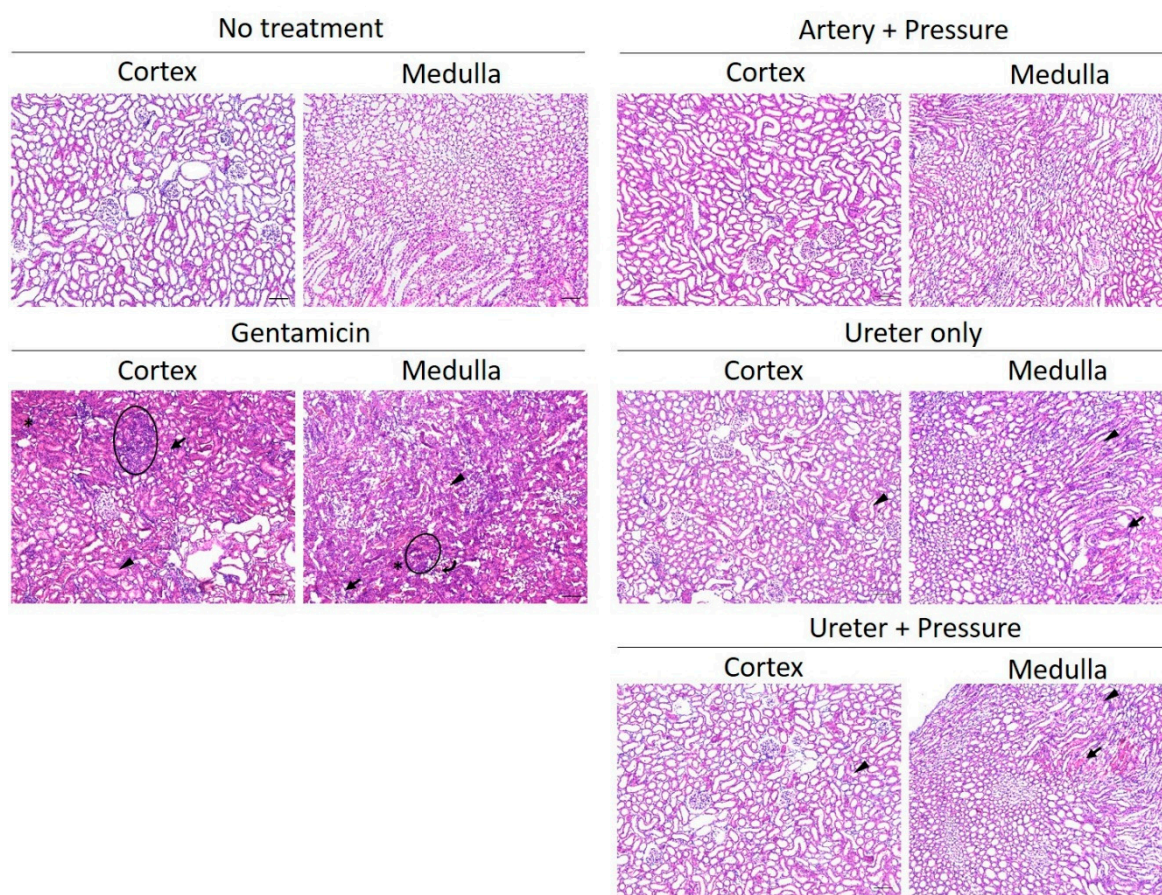 No treatment
Cortex
Medulla
Artery + Pressure
Cortex
Medulla
Gentamicin
Cortex
Medulla
*
*
Ureter only
Cortex
Medulla
Ureter + Pressure
Cortex
Medulla